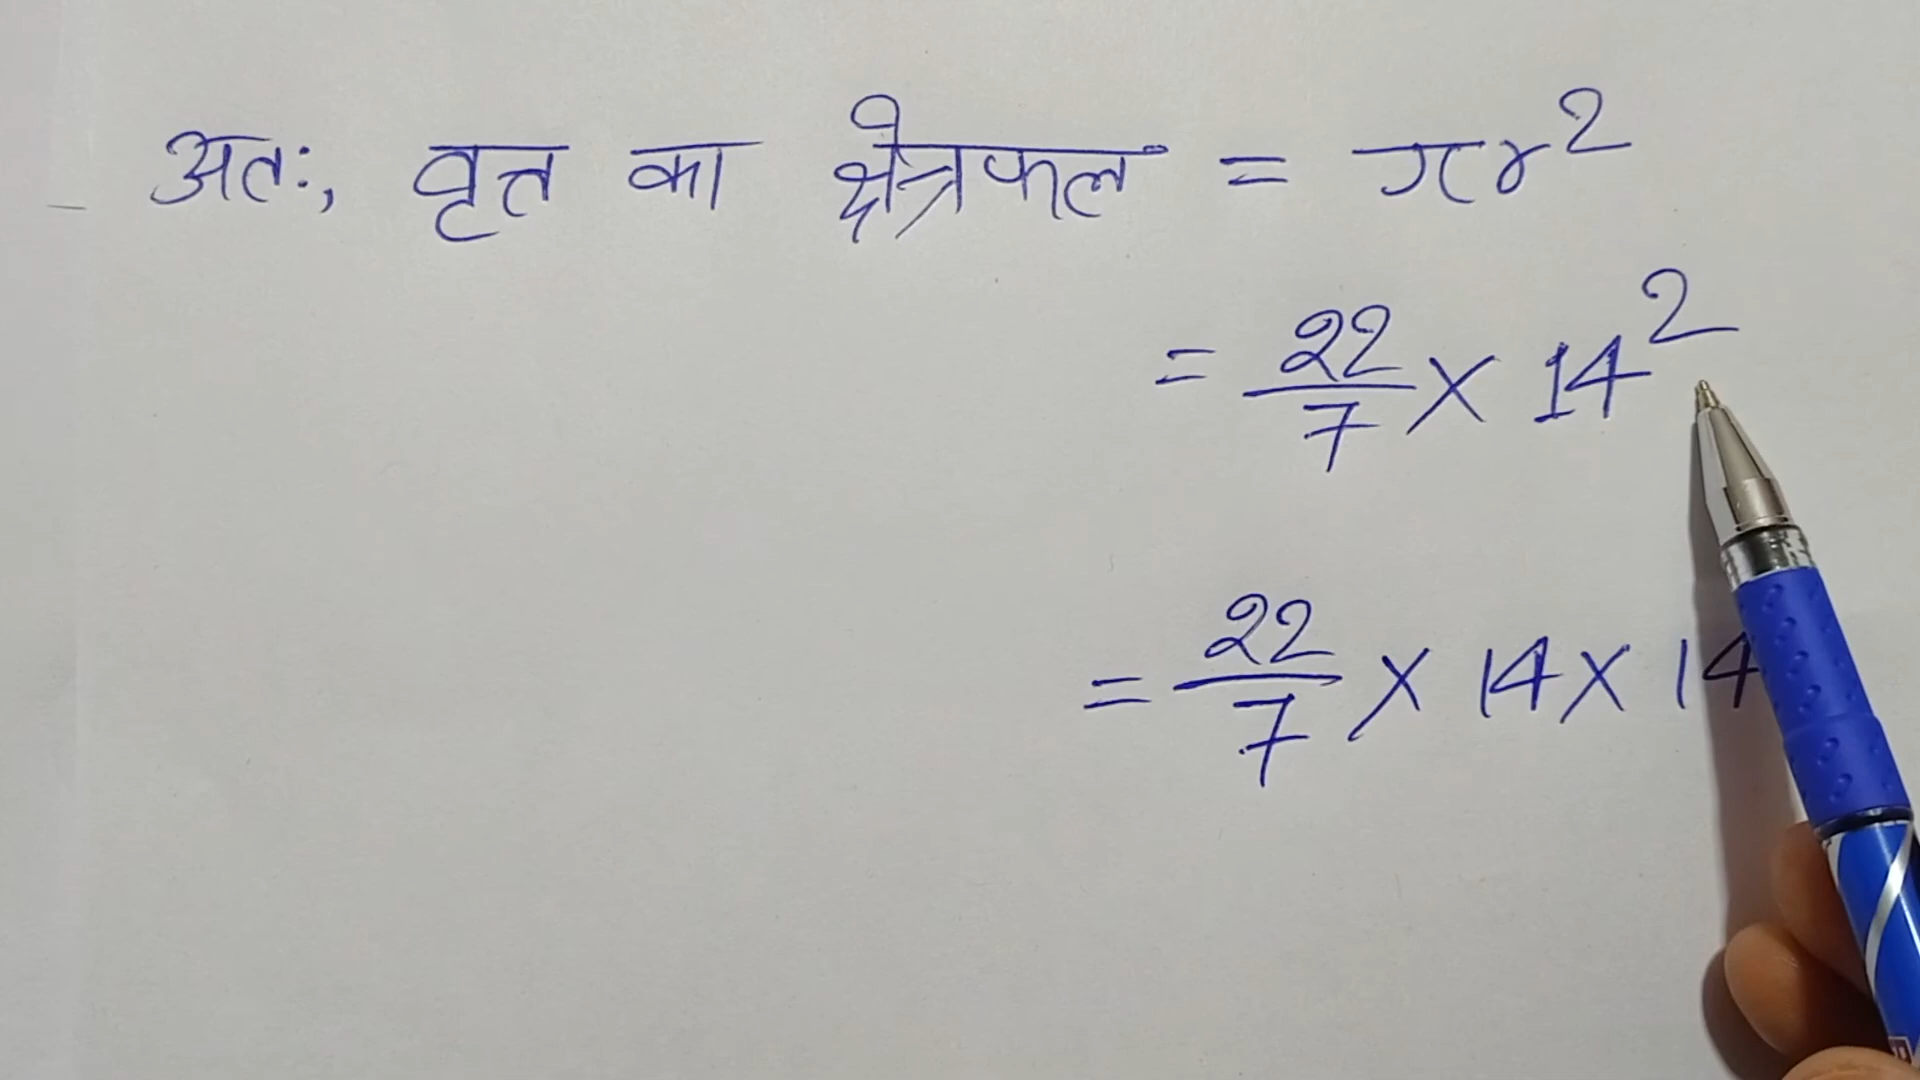 अतः, वृत्त का क्षेत्रफल = πr²
= 22/7 × 14²
= 22/7 × 14 × 14